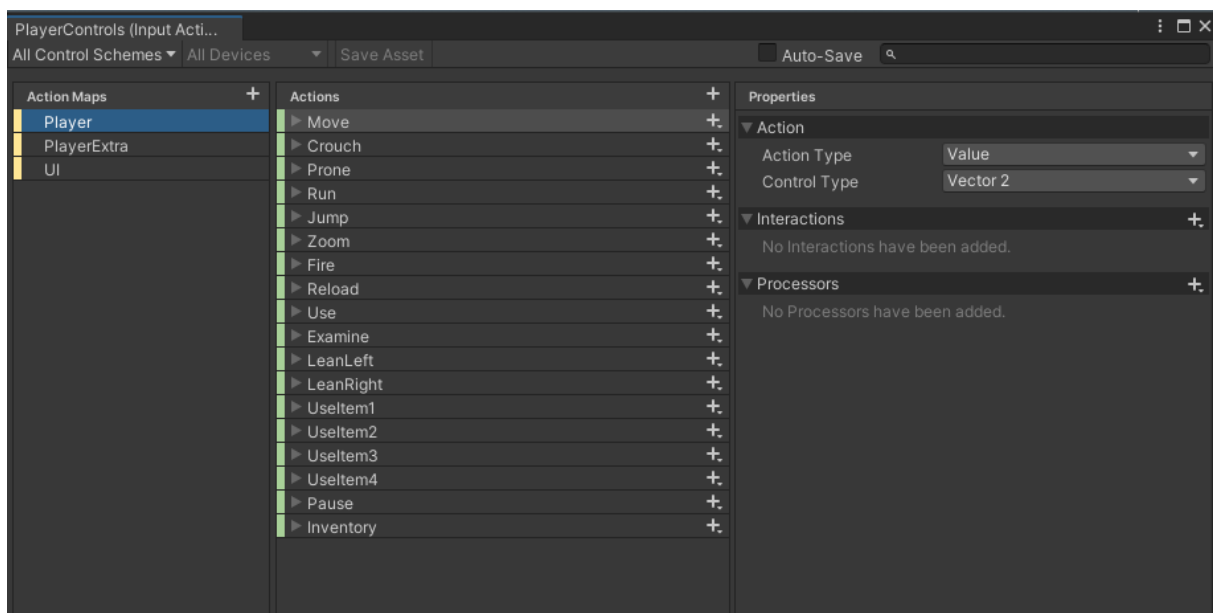 PlayerControls (Input Acti...
All Control Schemes All Devices Save Asset Auto-Save
Action Maps
Player
PlayerExtra
UI
Actions
Move
Crouch
Prone
Run
Jump
Zoom
Fire
Reload
Use
Examine
LeanLeft
LeanRight
UseItem1
UseItem2
UseItem3
UseItem4
Pause
Inventory
Properties
Action
Action Type Value
Control Type Vector 2
Interactions
No Interactions have been added.
Processors
No Processors have been added.